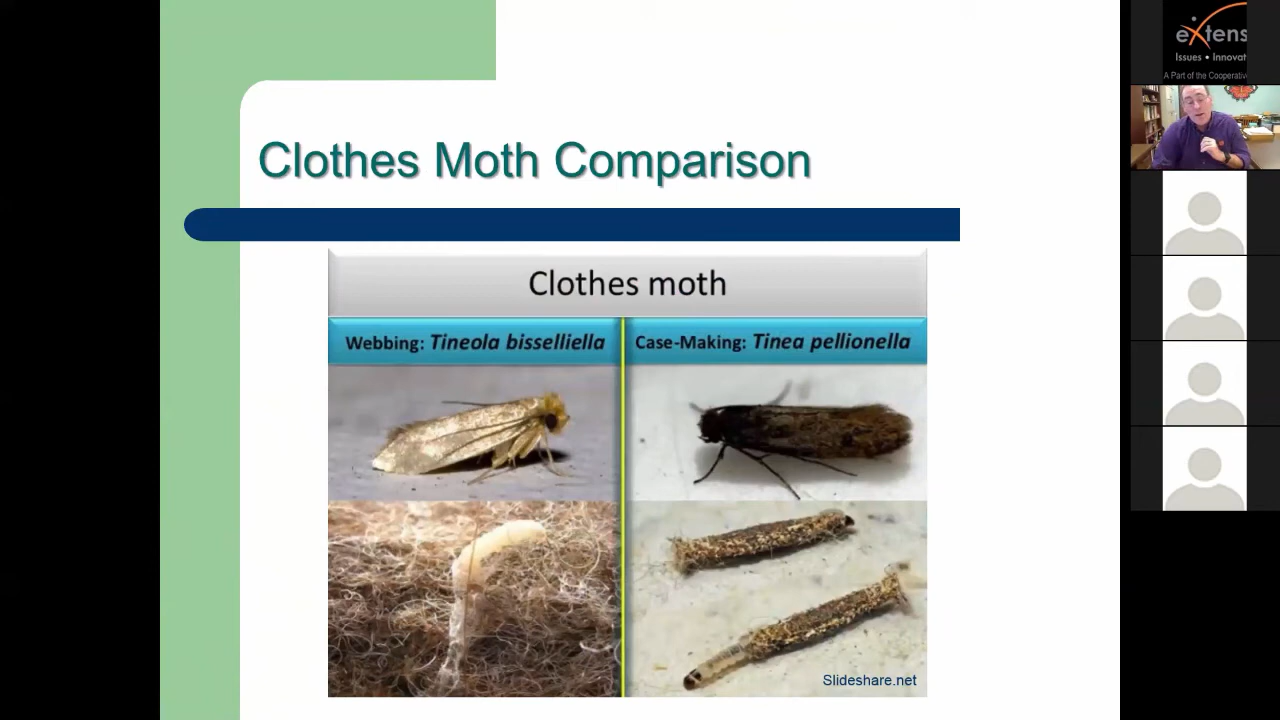 Clothes Moth Comparison
Clothes moth
Webbing: Tineola bisselliella
Case-Making: Tinea pellionella
Slideshare.net
eXtens
Issues • Innovat
A Part of the Cooperativ